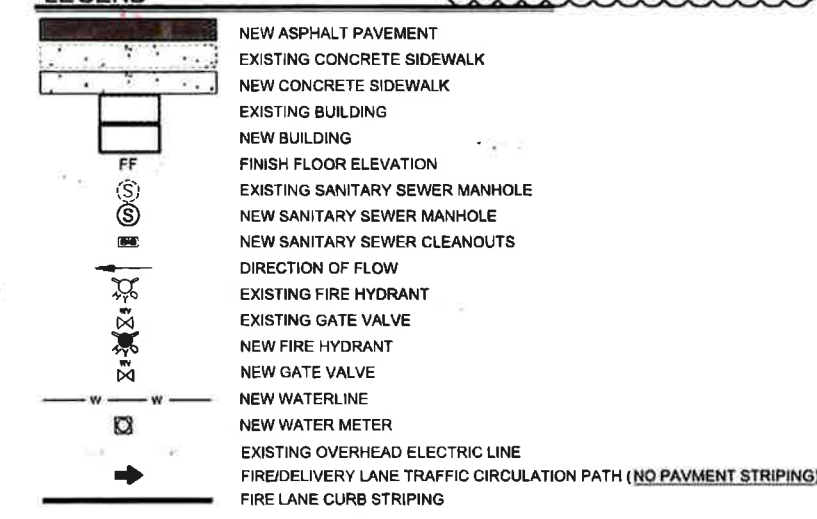 LEGEND
NEW ASPHALT PAVEMENT
EXISTING CONCRETE SIDEWALK
NEW CONCRETE SIDEWALK
EXISTING BUILDING
NEW BUILDING
FF FINISH FLOOR ELEVATION
S EXISTING SANITARY SEWER MANHOLE
S NEW SANITARY SEWER MANHOLE
NEW SANITARY SEWER CLEANOUTS
DIRECTION OF FLOW
EXISTING FIRE HYDRANT
WV EXISTING GATE VALVE
NEW FIRE HYDRANT
WV NEW GATE VALVE
W W NEW WATERLINE
NEW WATER METER
EXISTING OVERHEAD ELECTRIC LINE
FIRE/DELIVERY LANE TRAFFIC CIRCULATION PATH (NO PAVMENT STRIPING)
FIRE LANE CURB STRIPING